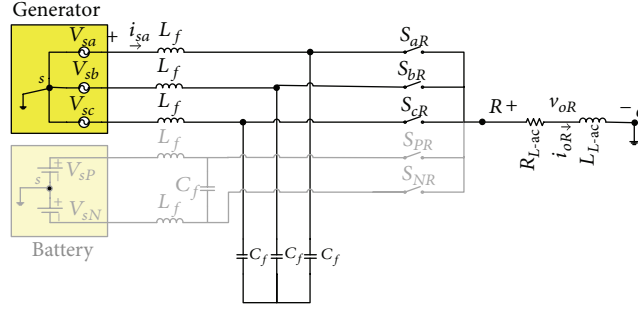 Generator
V_sa + i_sa L_f S_aR
V_sb L_f S_bR
s
V_sc L_f S_cR R + v_oR − o
L_f S_PR R_L-ac i_oR L_L-ac
+ V_sP C_f
s S_NR
+ V_sN L_f
Battery
C_f C_f C_f